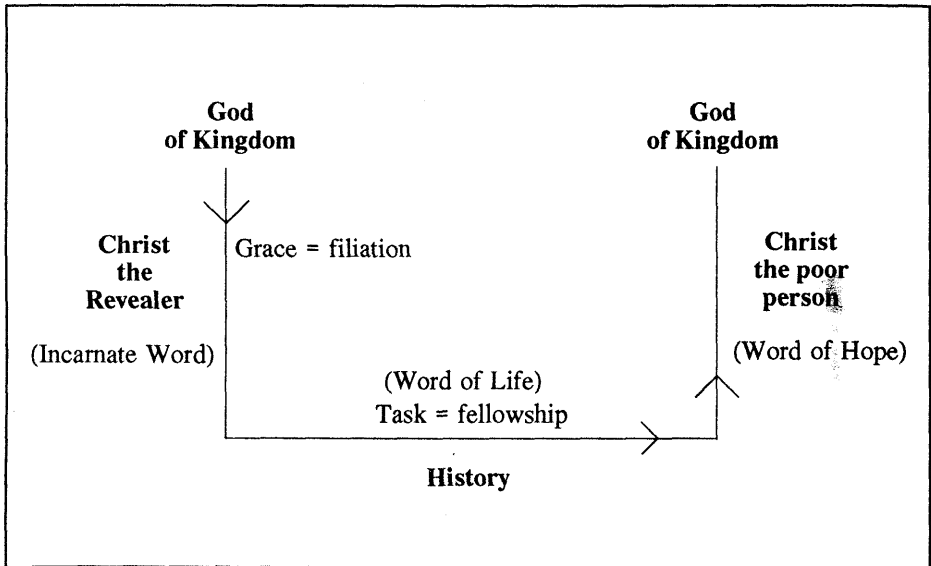 God
of Kingdom
God
of Kingdom
Christ
the
Revealer
(Incarnate Word)
Grace = filiation
Christ
the poor
person
(Word of Hope)
(Word of Life)
Task = fellowship
History